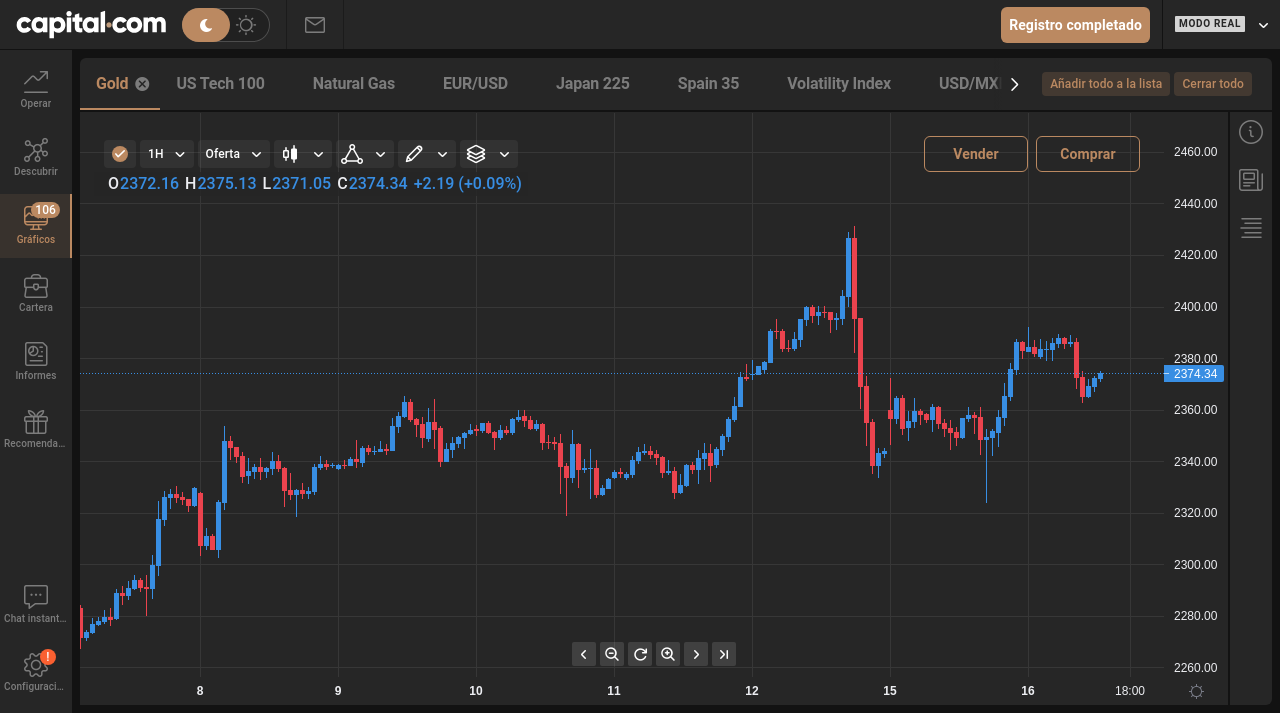 capital.com
Registro completado
MODO REAL
Gold US Tech 100 Natural Gas EUR/USD Japan 225 Spain 35 Volatility Index USD/MX
Añadir todo a la lista Cerrar todo
Operar
Descubrir
106
Gráficos
Cartera
Informes
Recomenda...
Chat instant...
!
Configuraci...
1H Oferta
O2372.16 H2375.13 L2371.05 C2374.34 +2.19 (+0.09%)
Vender Comprar
2460.00
2440.00
2420.00
2400.00
2380.00
2374.34
2360.00
2340.00
2320.00
2300.00
2280.00
2260.00
8 9 10 11 12 15 16 18:00